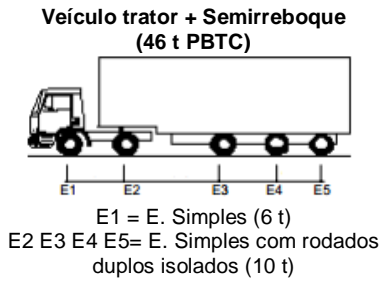 Veículo trator + Semirreboque
(46 t PBTC)
E1 E2 E3 E4 E5
E1 = E. Simples (6 t)
E2 E3 E4 E5= E. Simples com rodados
duplos isolados (10 t)